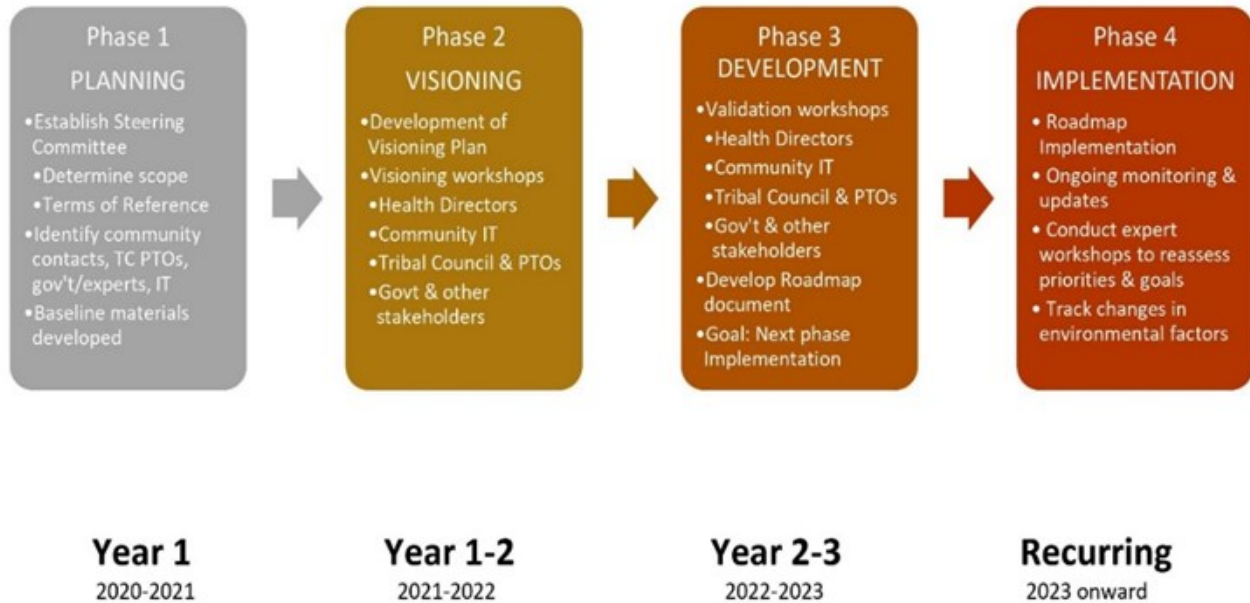 Phase 1
PLANNING
•Establish Steering
Committee
•Determine scope
•Terms of Reference
•Identify community
contacts, TC PTOs,
gov't/experts, IT
•Baseline materials
developed
Phase 2
VISIONING
•Development of
Visioning Plan
•Visioning workshops
•Health Directors
•Community IT
•Tribal Council & PTOs
•Govt & other
stakeholders
Phase 3
DEVELOPMENT
•Validation workshops
•Health Directors
•Community IT
•Tribal Council & PTOs
•Gov't & other
stakeholders
•Develop Roadmap
document
•Goal: Next phase
Implementation
Phase 4
IMPLEMENTATION
• Roadmap
Implementation
• Ongoing monitoring &
updates
• Conduct expert
workshops to reassess
priorities & goals
• Track changes in
environmental factors
Year 1
2020-2021
Year 1-2
2021-2022
Year 2-3
2022-2023
Recurring
2023 onward